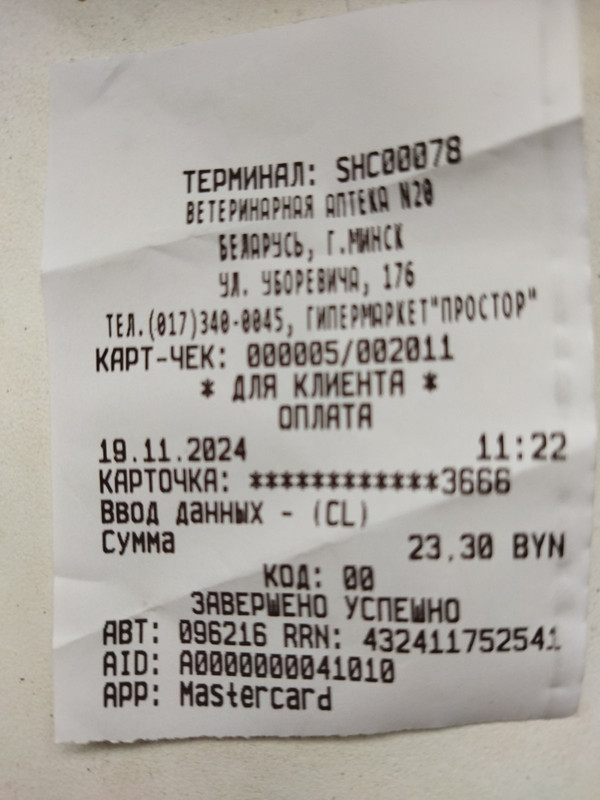 ТЕРМИНАЛ: SHC00078
ВЕТЕРИНАРНАЯ АПТЕКА N20
БЕЛАРУСЬ, Г.МИНСК
УЛ. УБОРЕВИЧА, 176
ТЕЛ.(017)340-0045, ГИПЕРМАРКЕТ"ПРОСТОР"
КАРТ-ЧЕК: 000005/002011
* ДЛЯ КЛИЕНТА *
ОПЛАТА
19.11.2024 11:22
КАРТОЧКА: ************3666
Ввод данных - (CL)
Сумма 23.30 BYN
КОД: 00
ЗАВЕРШЕНО УСПЕШНО
АВТ: 096216 RRN: 432411752541
AID: A0000000041010
APP: Mastercard